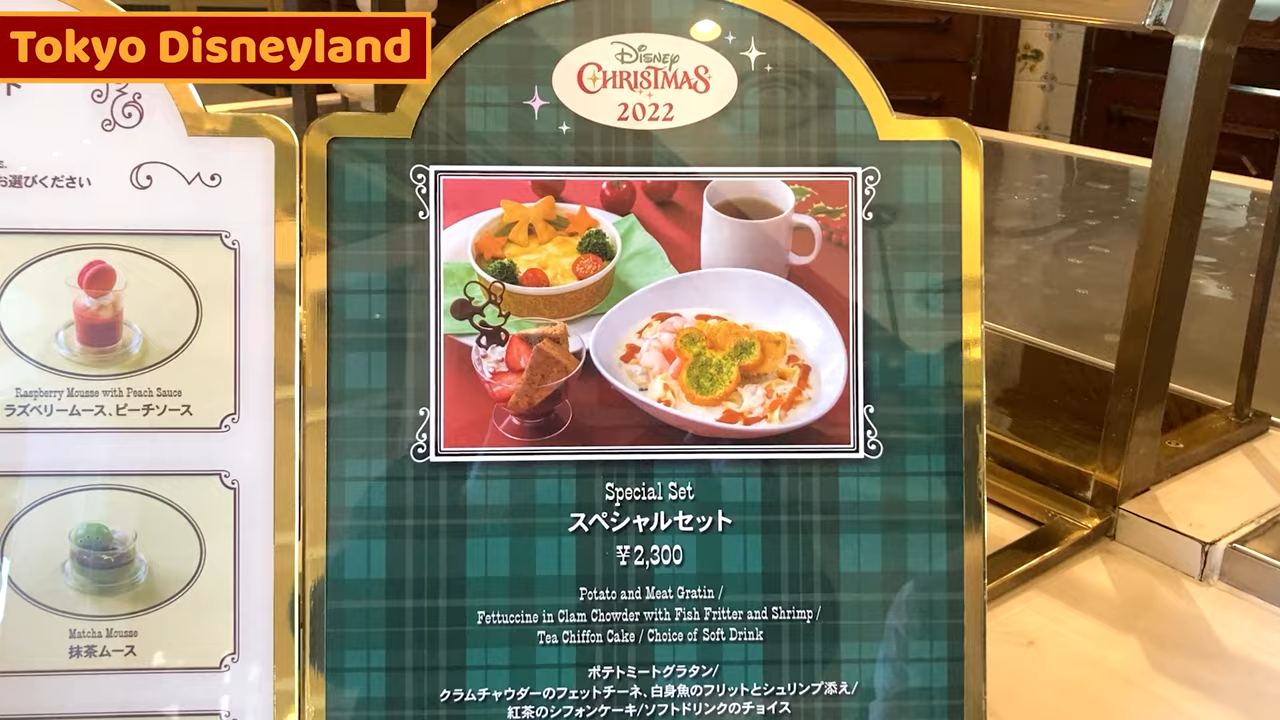 Tokyo Disneyland
ト
s.
お選びください
Raspberry Mousse with Peach Sauce
ラズベリームース、ピーチソース
Matcha Mousse
抹茶ムース
Disney
CHRISTMAS
2022
Special Set
スペシャルセット
¥2,300
Potato and Meat Gratin /
Fettuccine in Clam Chowder with Fish Fritter and Shrimp /
Tea Chiffon Cake / Choice of Soft Drink
ポテトミートグラタン/
クラムチャウダーのフェットチーネ、白身魚のフリットとシュリンプ添え/
紅茶のシフォンケーキ/ソフトドリンクのチョイス